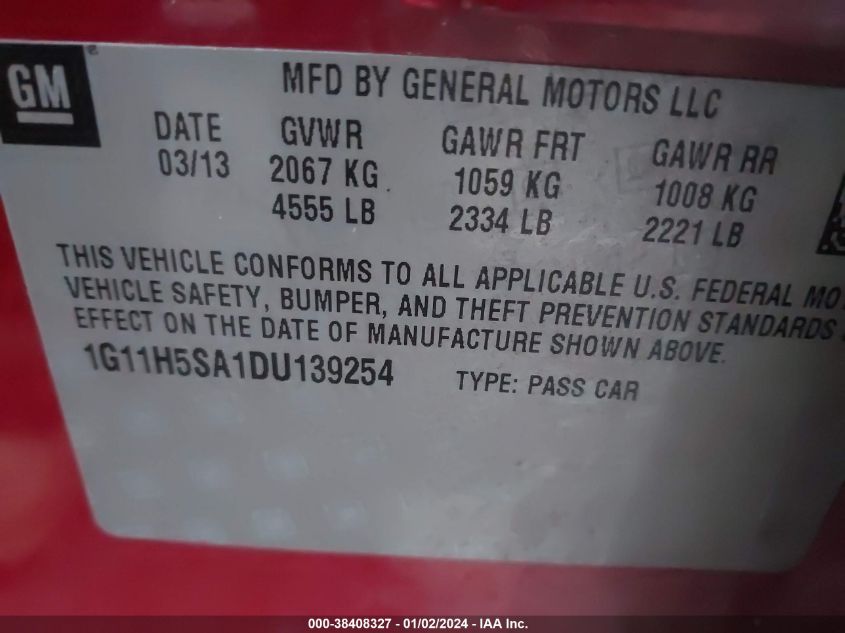 GM ®
MFD BY GENERAL MOTORS LLC
DATE GVWR GAWR FRT GAWR RR
03/13 2067 KG 1059 KG 1008 KG
4555 LB 2334 LB 2221 LB
THIS VEHICLE CONFORMS TO ALL APPLICABLE U.S. FEDERAL MO
VEHICLE SAFETY, BUMPER, AND THEFT PREVENTION STANDARDS
EFFECT ON THE DATE OF MANUFACTURE SHOWN ABOVE.
1G11H5SA1DU139254 TYPE: PASS CAR
000-38408327 - 01/02/2024 - IAA Inc.